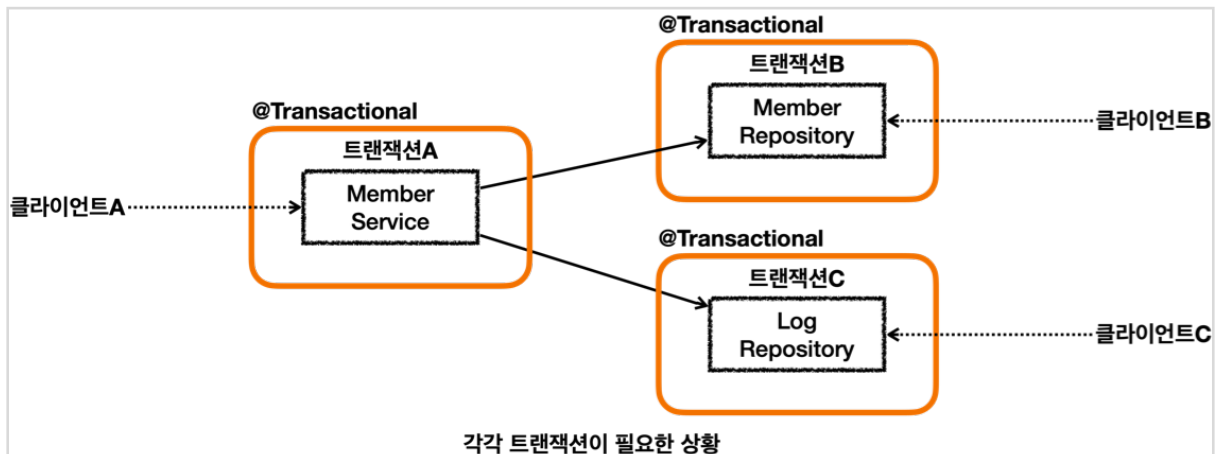 @Transactional
트랜잭션B
Member
Repository
클라이언트B
@Transactional
트랜잭션A
Member
Service
클라이언트A
@Transactional
트랜잭션C
Log
Repository
클라이언트C
각각 트랜잭션이 필요한 상황